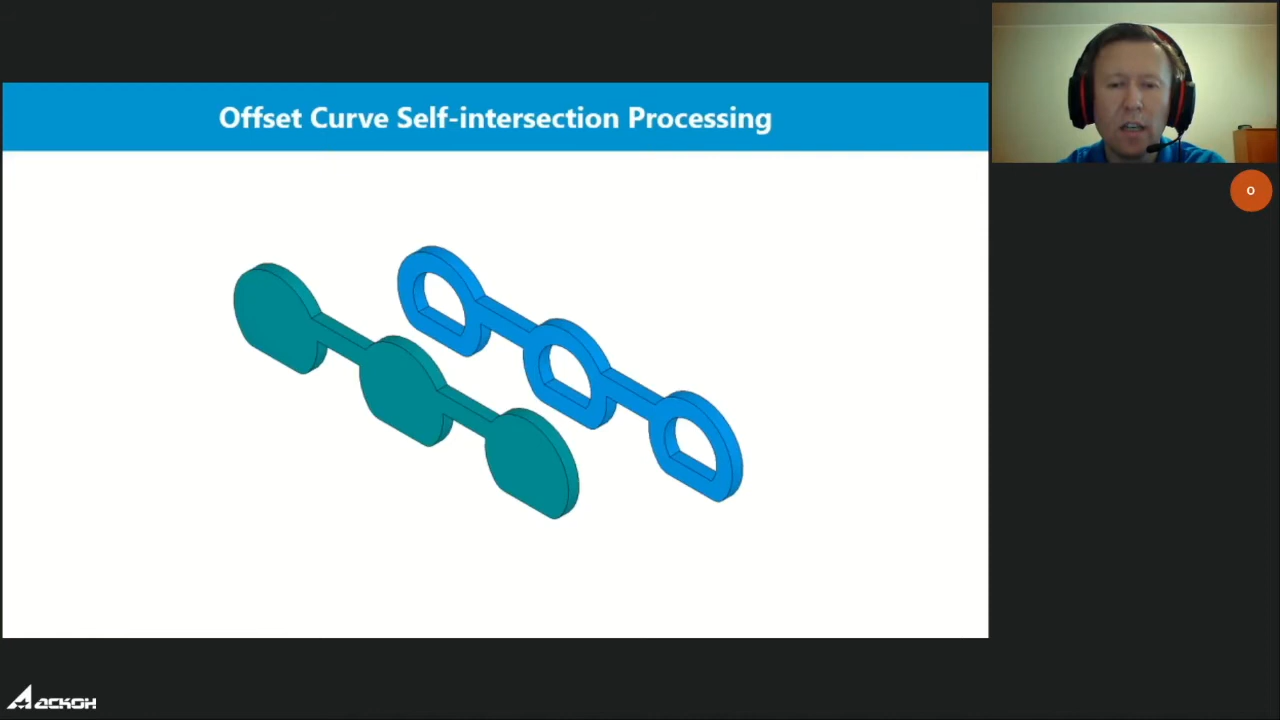 Offset Curve Self-intersection Processing
O
АСКОН